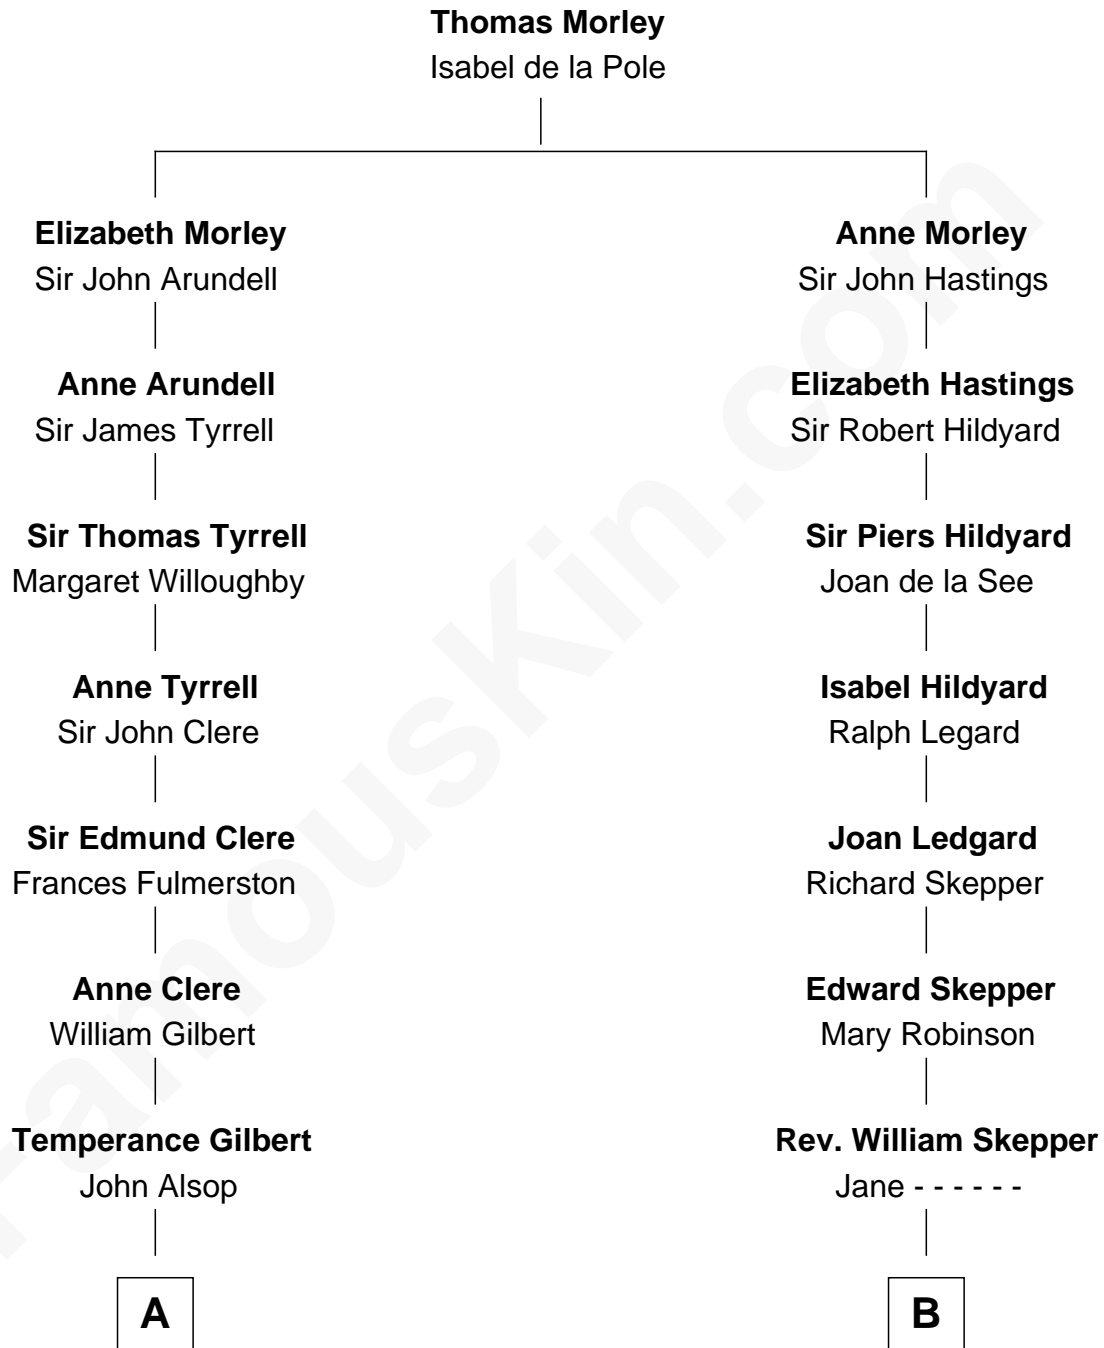 Thomas Morley
Isabel de la Pole
Elizabeth Morley
Sir John Arundell
Anne Morley
Sir John Hastings
Anne Arundell
Sir James Tyrrell
Elizabeth Hastings
Sir Robert Hildyard
Sir Thomas Tyrrell
Margaret Willoughby
Sir Piers Hildyard
Joan de la See
Anne Tyrrell
Sir John Clere
Isabel Hildyard
Ralph Legard
Sir Edmund Clere
Frances Fulmerston
Joan Ledgard
Richard Skepper
Anne Clere
William Gilbert
Edward Skepper
Mary Robinson
Temperance Gilbert
John Alsop
Rev. William Skepper
Jane - - - - - -
A
B
FamousKin.com